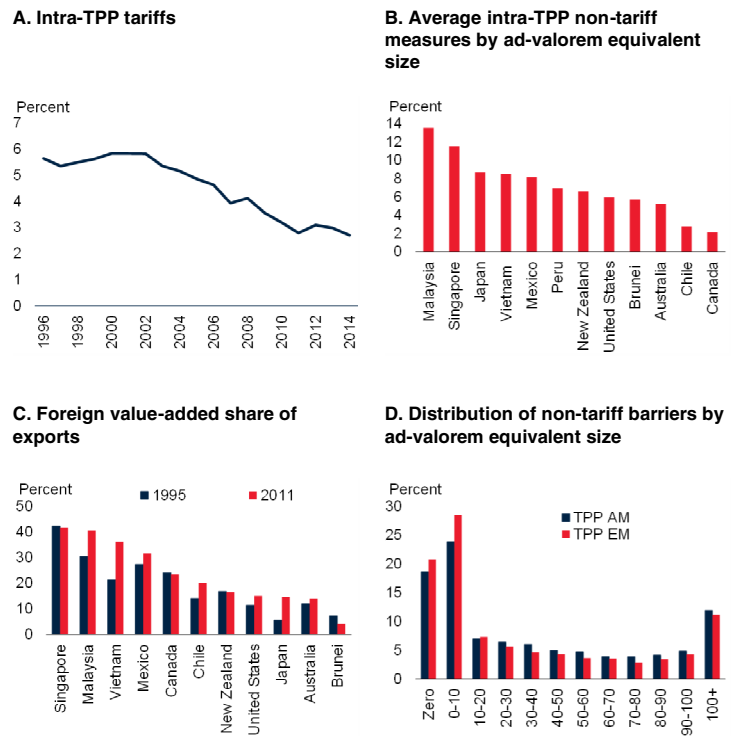 A. Intra-TPP tariffs
Percent
7
6
5
4
3
2
1
0
1996
1998
2000
2002
2004
2006
2008
2010
2012
2014
B. Average intra-TPP non-tariff
measures by ad-valorem equivalent
size
Percent
14
12
10
8
6
4
2
0
Malaysia
Singapore
Japan
Vietnam
Mexico
Peru
New Zealand
United States
Brunei
Australia
Chile
Canada
C. Foreign value-added share of
exports
Percent
1995
2011
50
40
30
20
10
0
Singapore
Malaysia
Vietnam
Mexico
Canada
Chile
New Zealand
United States
Japan
Australia
Brunei
D. Distribution of non-tariff barriers by
ad-valorem equivalent size
Percent
30
25
20
15
10
5
0
TPP AM
TPP EM
Zero
0-10
10-20
20-30
30-40
40-50
50-60
60-70
70-80
80-90
90-100
100+